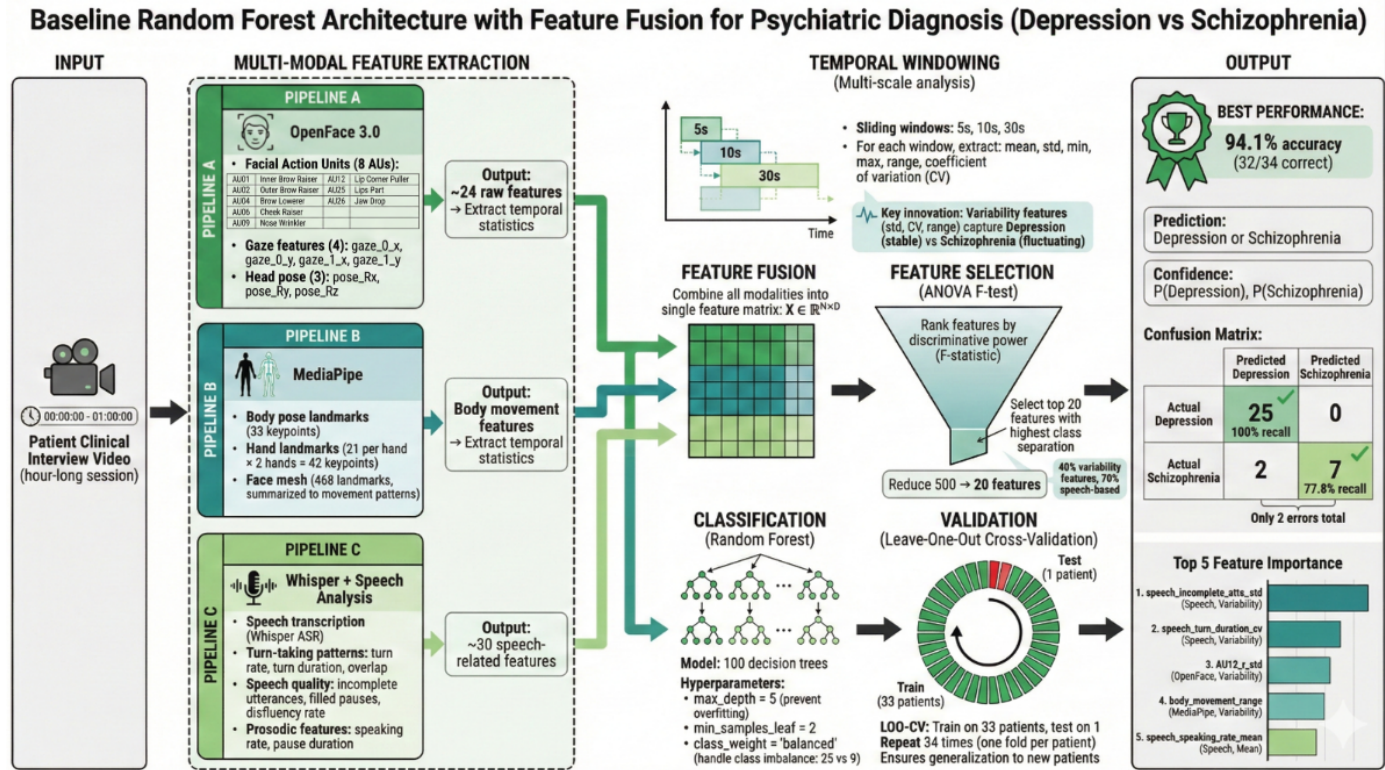 Baseline Random Forest Architecture with Feature Fusion for Psychiatric Diagnosis (Depression vs Schizophrenia)
INPUT
00:00:00 - 01:00:00
Patient Clinical
Interview Video
(hour-long session)
MULTI-MODAL FEATURE EXTRACTION
PIPELINE A
PIPELINE A
OpenFace 3.0
• Facial Action Units (8 AUs):
AU01 Inner Brow Raiser AU12 Lip Corner Puller
AU02 Outer Brow Raiser AU25 Lips Part
AU04 Brow Lowerer AU26 Jaw Drop
AU06 Cheek Raiser
AU09 Nose Wrinkler
• Gaze features (4): gaze_0_x,
gaze_0_y, gaze_1_x, gaze_1_y
• Head pose (3): pose_Rx,
pose_Ry, pose_Rz
Output:
~24 raw features
→ Extract temporal
statistics
PIPELINE B
PIPELINE B
MediaPipe
• Body pose landmarks
(33 keypoints)
• Hand landmarks (21 per hand
× 2 hands = 42 keypoints)
• Face mesh (468 landmarks,
summarized to movement patterns)
Output:
Body movement
features
→ Extract temporal
statistics
PIPELINE C
PIPELINE C
Whisper + Speech
Analysis
• Speech transcription
(Whisper ASR)
• Turn-taking patterns: turn
rate, turn duration, overlap
• Speech quality: incomplete
utterances, filled pauses,
disfluency rate
• Prosodic features: speaking
rate, pause duration
Output:
~30 speech-
related features
TEMPORAL WINDOWING
(Multi-scale analysis)
5s
10s
30s
Time
• Sliding windows: 5s, 10s, 30s
• For each window, extract: mean, std, min,
max, range, coefficient
of variation (CV)
Key innovation: Variability features
(std, CV, range) capture Depression
(stable) vs Schizophrenia (fluctuating)
FEATURE FUSION
Combine all modalities into
single feature matrix: X ∈ ℝᴺˣᴰ
FEATURE SELECTION
(ANOVA F-test)
Rank features by
discriminative power
(F-statistic)
Select top 20
features with
highest class
separation
Reduce 500 → 20 features
40% variability
features, 70%
speech-based
CLASSIFICATION
(Random Forest)
Model: 100 decision trees
Hyperparameters:
• max_depth = 5 (prevent
overfitting)
• min_samples_leaf = 2
• class_weight = 'balanced'
(handle class imbalance: 25 vs 9)
VALIDATION
(Leave-One-Out Cross-Validation)
Test
(1 patient)
Train
(33 patients)
LOO-CV: Train on 33 patients, test on 1
Repeat 34 times (one fold per patient)
Ensures generalization to new patients
OUTPUT
BEST PERFORMANCE:
94.1% accuracy
(32/34 correct)
Prediction:
Depression or Schizophrenia
Confidence:
P(Depression), P(Schizophrenia)
Confusion Matrix:
Predicted Depression Predicted Schizophrenia
Actual Depression 25 100% recall 0
Actual Schizophrenia 2 7 77.8% recall
Only 2 errors total
Top 5 Feature Importance
1. speech_incomplete_atts_std
(Speech, Variability)
2. speech_turn_duration_cv
(Speech, Variability)
3. AU12_r_std
(OpenFace, Variability)
4. body_movement_range
(MediaPipe, Variability)
5. speech_speaking_rate_mean
(Speech, Mean)